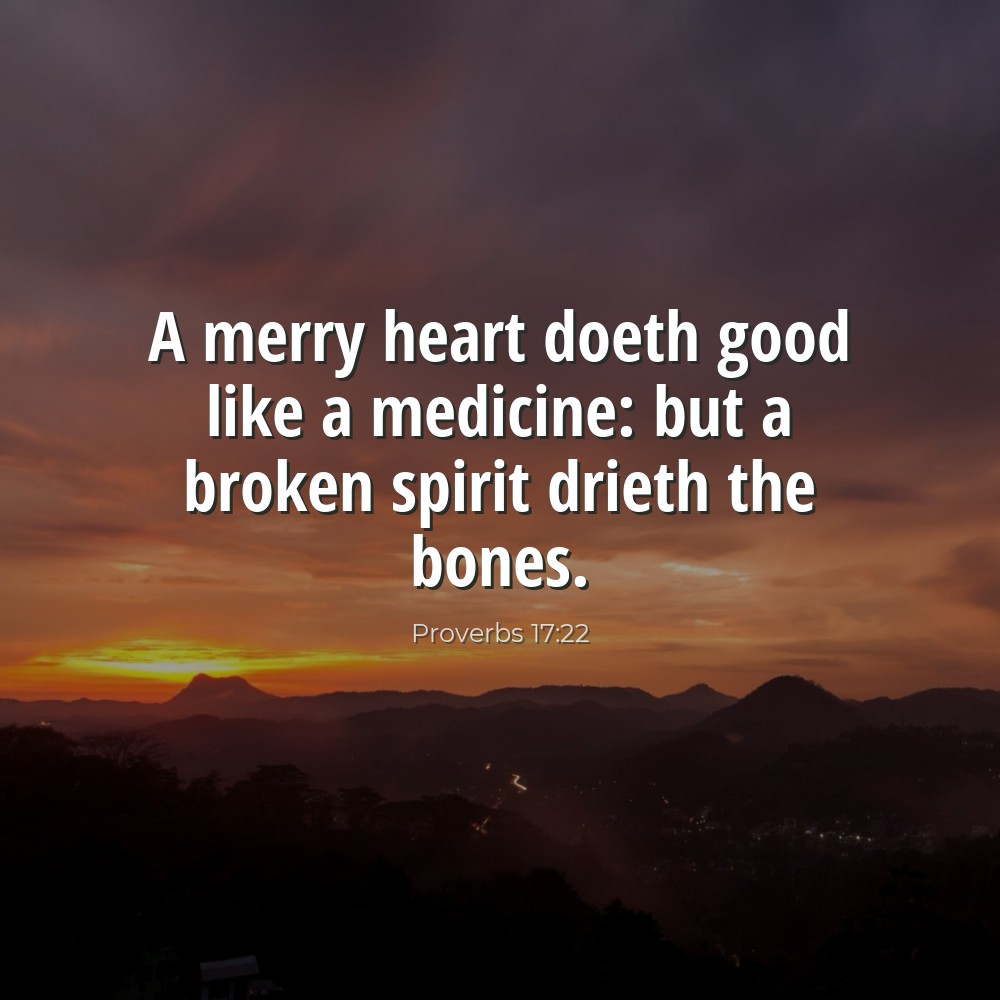 A merry heart doeth good
like a medicine: but a
broken spirit drieth the
bones.
Proverbs 17:22